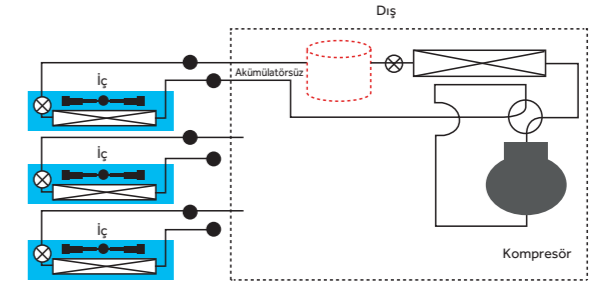 Dış
İç
Akümülatörsüz
İç
İç
Kompresör